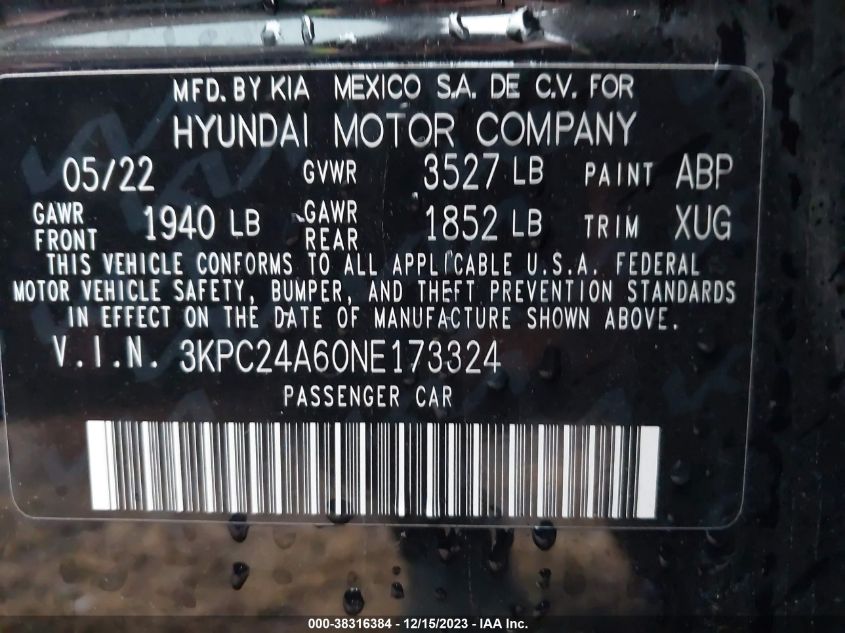 MFD. BY KIA MEXICO S.A. DE C.V. FOR
HYUNDAI MOTOR COMPANY
05/22 GVWR 3527 LB PAINT ABP
GAWR FRONT 1940 LB GAWR REAR 1852 LB TRIM XUG
THIS VEHICLE CONFORMS TO ALL APPLICABLE U.S.A. FEDERAL
MOTOR VEHICLE SAFETY, BUMPER, AND THEFT PREVENTION STANDARDS
IN EFFECT ON THE DATE OF MANUFACTURE SHOWN ABOVE.
V.I.N. 3KPC24A60NE173324
PASSENGER CAR
000-38316384 - 12/15/2023 - IAA Inc.